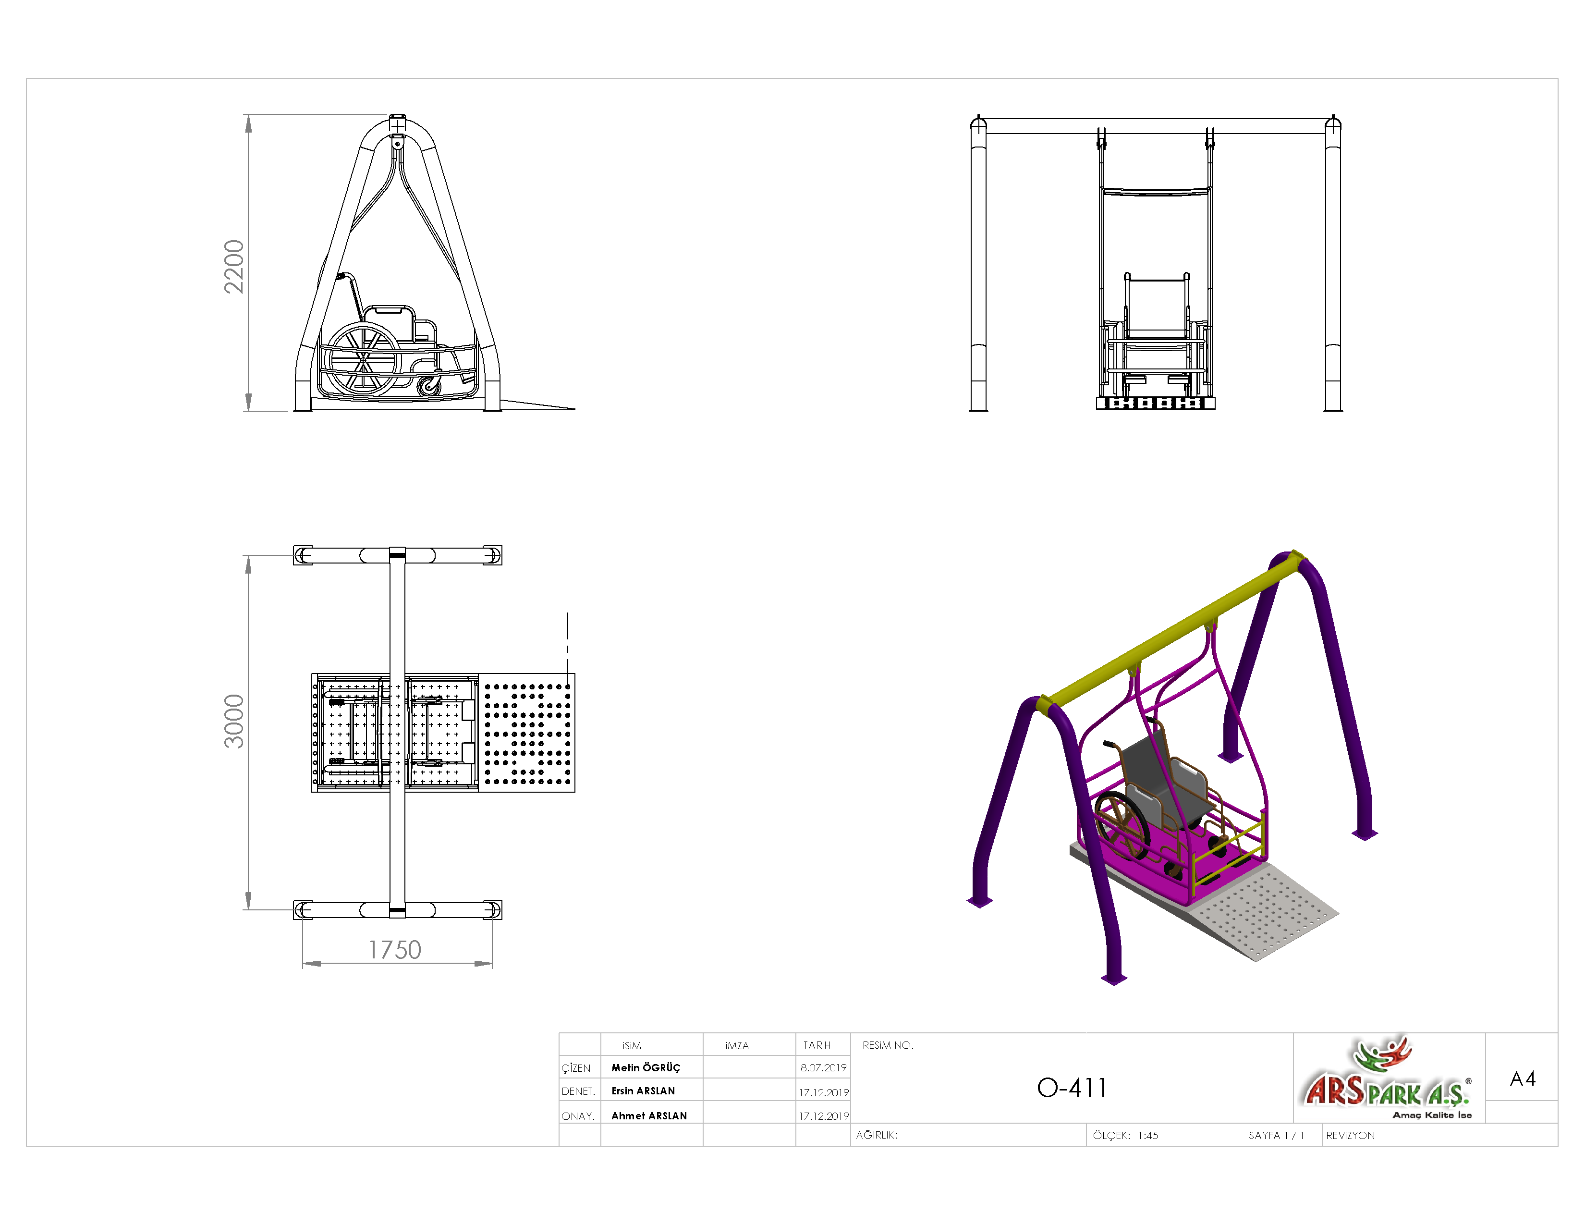 2200
3000
1750
İSİM İMZA TARİH RESİM NO:
ÇİZEN Metin ÖGRÜÇ 8.07.2019
DENET. Ersin ARSLAN 17.12.2019
ONAY. Ahmet ARSLAN 17.12.2019
O-411
ARSPARK A.Ş.®
Amaç Kalite İse
A4
AĞIRLIK: ÖLÇEK: 1:45 SAYFA 1 / 1 REVİZYON